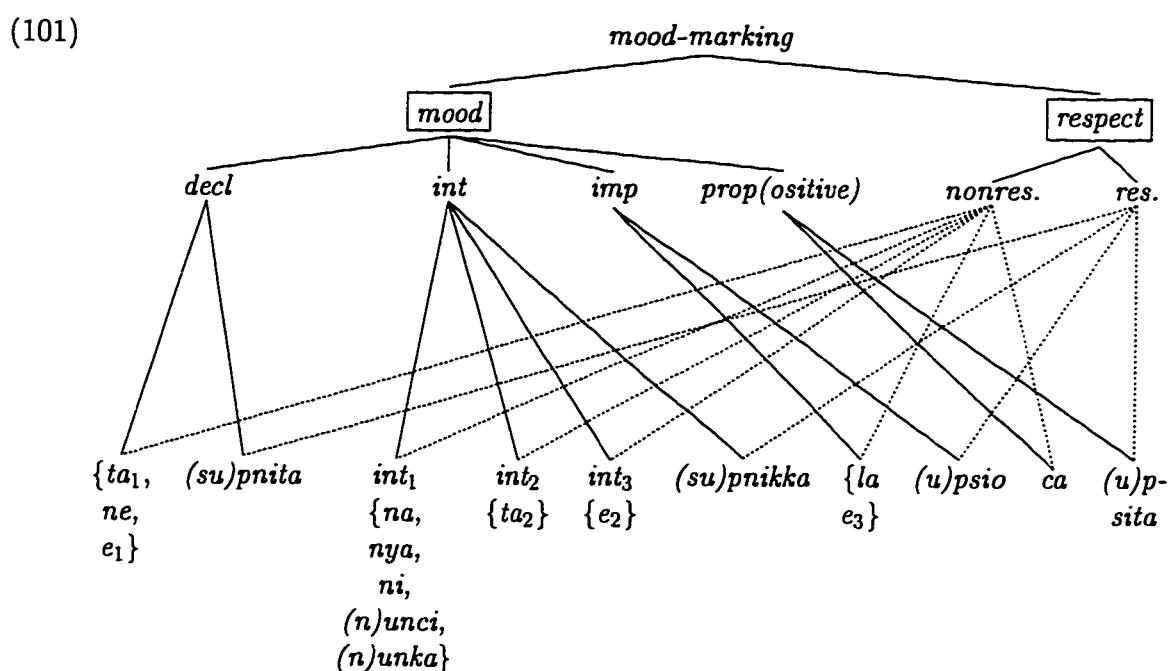 (101)
mood-marking
mood respect
decl int imp prop(ositive) nonres. res.
{ta₁, (su)pnita int₁ int₂ int₃ (su)pnikka {la (u)psio ca (u)p-
ne, {na, {ta₂} {e₂} e₃} sita
e₁} nya,
ni,
(n)unci,
(n)unka}